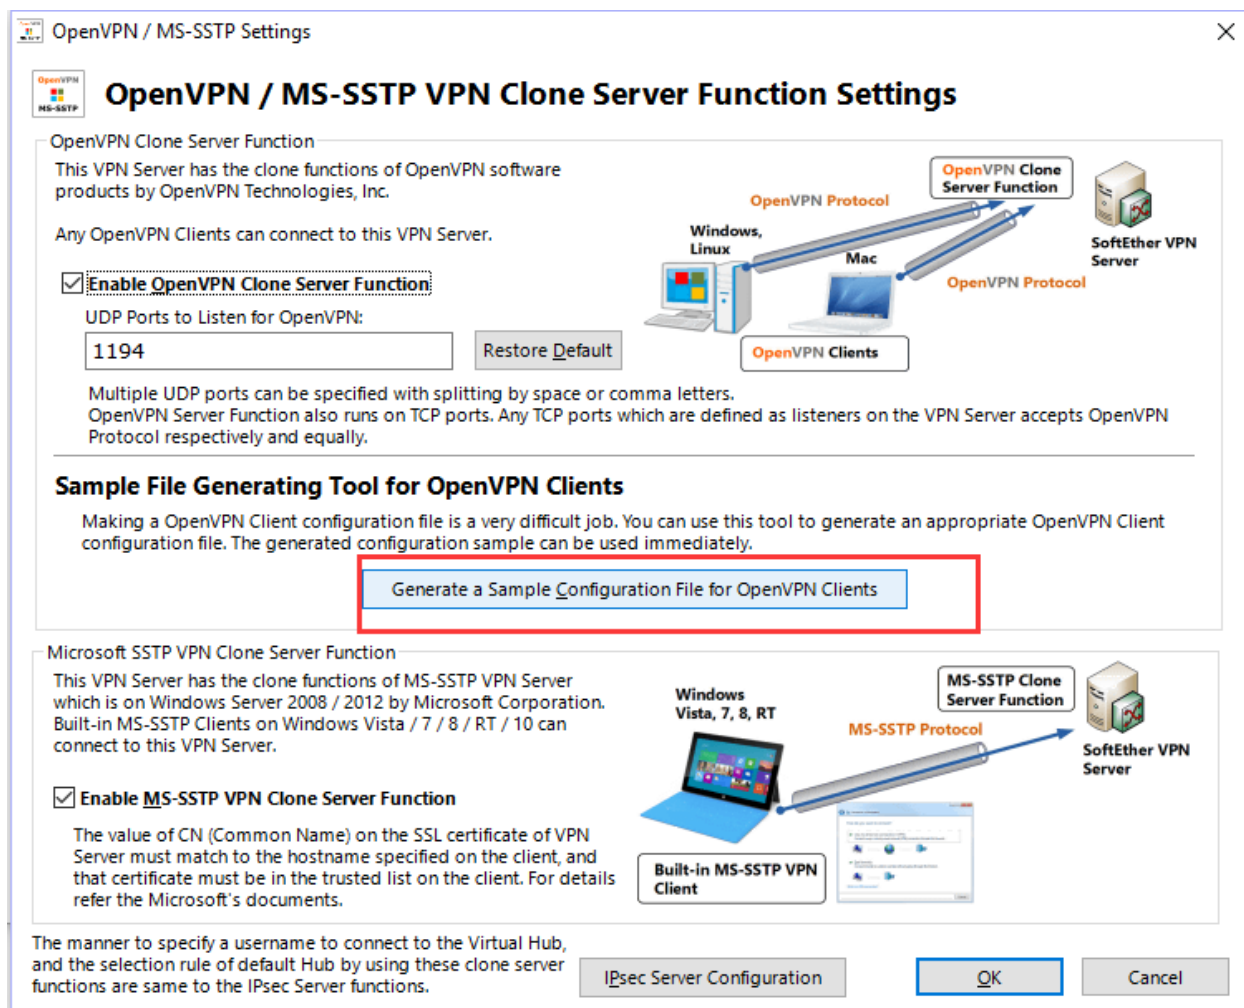 OpenVPN / MS-SSTP Settings
OpenVPN
MS-SSTP
OpenVPN / MS-SSTP VPN Clone Server Function Settings
OpenVPN Clone Server Function
This VPN Server has the clone functions of OpenVPN software
products by OpenVPN Technologies, Inc.
Any OpenVPN Clients can connect to this VPN Server.
Enable OpenVPN Clone Server Function
UDP Ports to Listen for OpenVPN:
1194
Restore Default
OpenVPN Clone
Server Function
OpenVPN Protocol
Windows,
Linux
Mac
SoftEther VPN
Server
OpenVPN Protocol
OpenVPN Clients
Multiple UDP ports can be specified with splitting by space or comma letters.
OpenVPN Server Function also runs on TCP ports. Any TCP ports which are defined as listeners on the VPN Server accepts OpenVPN
Protocol respectively and equally.
Sample File Generating Tool for OpenVPN Clients
Making a OpenVPN Client configuration file is a very difficult job. You can use this tool to generate an appropriate OpenVPN Client
configuration file. The generated configuration sample can be used immediately.
Generate a Sample Configuration File for OpenVPN Clients
Microsoft SSTP VPN Clone Server Function
This VPN Server has the clone functions of MS-SSTP VPN Server
which is on Windows Server 2008 / 2012 by Microsoft Corporation.
Built-in MS-SSTP Clients on Windows Vista / 7 / 8 / RT / 10 can
connect to this VPN Server.
Enable MS-SSTP VPN Clone Server Function
The value of CN (Common Name) on the SSL certificate of VPN
Server must match to the hostname specified on the client, and
that certificate must be in the trusted list on the client. For details
refer the Microsoft's documents.
MS-SSTP Clone
Server Function
Windows
Vista, 7, 8, RT
MS-SSTP Protocol
SoftEther VPN
Server
Built-in MS-SSTP VPN
Client
The manner to specify a username to connect to the Virtual Hub,
and the selection rule of default Hub by using these clone server
functions are same to the IPsec Server functions.
IPsec Server Configuration
OK
Cancel